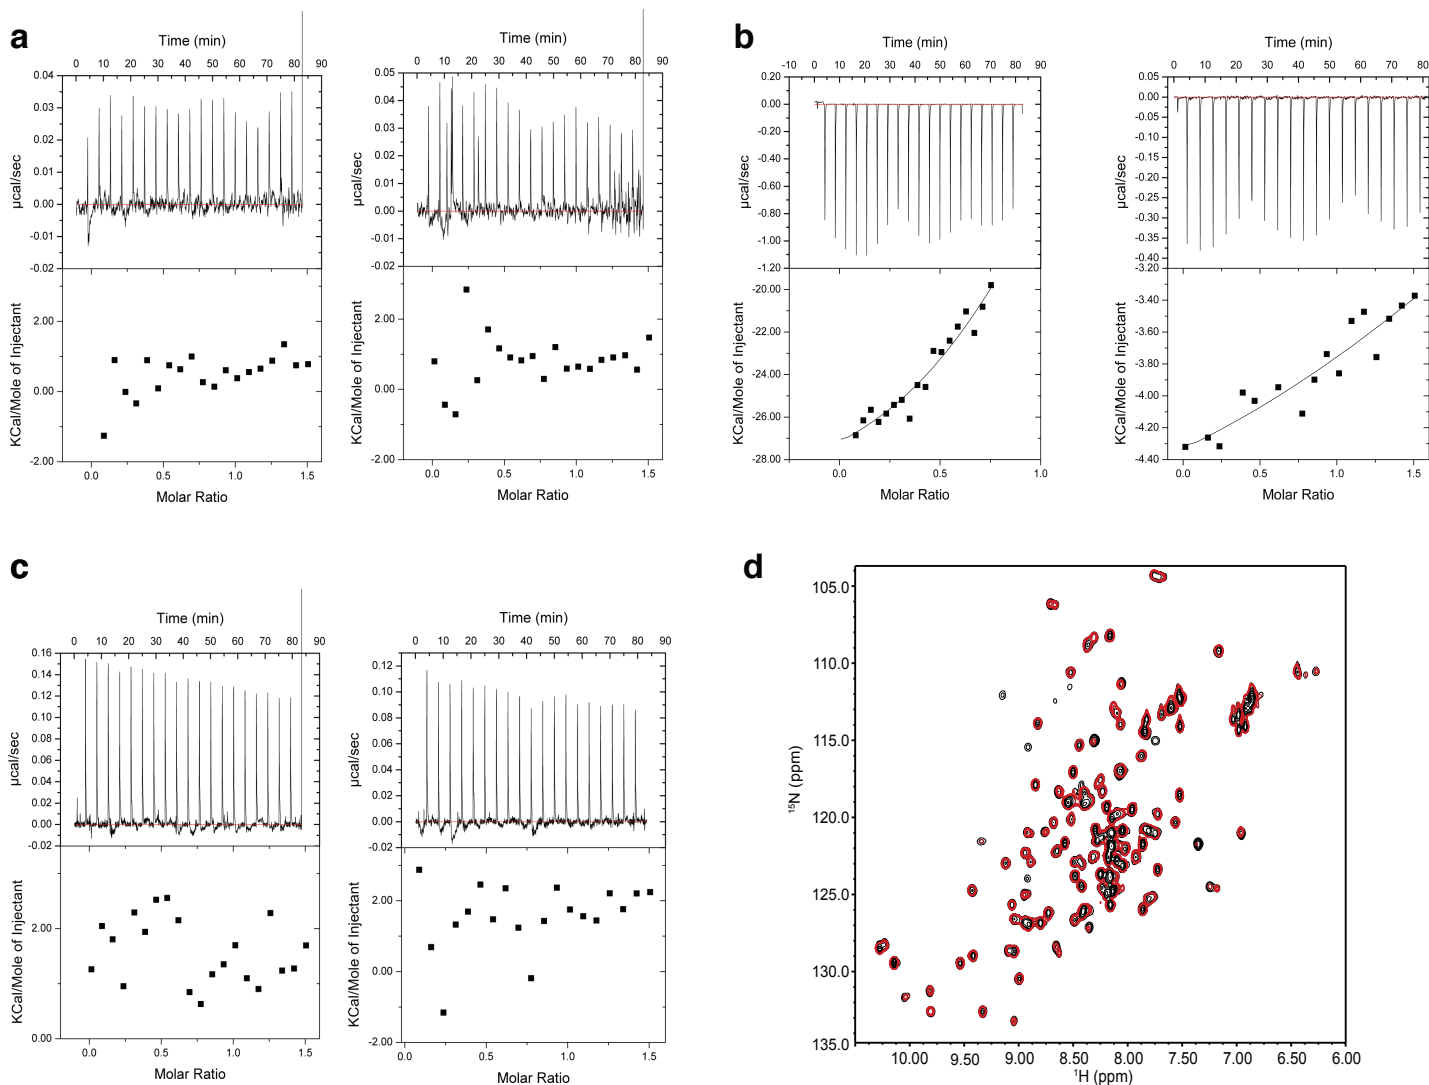 a
Time (min)
0 10 20 30 40 50 60 70 80 90
0.04
0.03
0.02
0.01
0.00
-0.01
-0.02
µcal/sec
2.00
0.00
-2.00
KCal/Mole of Injectant
0.0 0.5 1.0 1.5
Molar Ratio
Time (min)
0 10 20 30 40 50 60 70 80 90
0.05
0.04
0.03
0.02
0.01
0.00
-0.01
-0.02
µcal/sec
2.00
0.00
-2.00
KCal/Mole of Injectant
0.0 0.5 1.0 1.5
Molar Ratio
b
Time (min)
-10 0 10 20 30 40 50 60 70 80 90
0.20
0.00
-0.20
-0.40
-0.60
-0.80
-1.00
-1.20
µcal/sec
-20.00
-22.00
-24.00
-26.00
-28.00
KCal/Mole of Injectant
0.0 0.5 1.0
Molar Ratio
Time (min)
0 10 20 30 40 50 60 70 80
0.05
0.00
-0.05
-0.10
-0.15
-0.20
-0.25
-0.30
-0.35
-0.40
µcal/sec
-3.20
-3.40
-3.60
-3.80
-4.00
-4.20
-4.40
KCal/Mole of Injectant
0.0 0.5 1.0 1.5
Molar Ratio
c
Time (min)
0 10 20 30 40 50 60 70 80 90
0.16
0.14
0.12
0.10
0.08
0.06
0.04
0.02
0.00
-0.02
µcal/sec
2.00
0.00
KCal/Mole of Injectant
0.0 0.5 1.0 1.5
Molar Ratio
Time (min)
0 10 20 30 40 50 60 70 80 90
0.12
0.10
0.08
0.06
0.04
0.02
0.00
-0.02
µcal/sec
2.00
0.00
-2.00
KCal/Mole of Injectant
0.0 0.5 1.0 1.5
Molar Ratio
d
105.0
110.0
115.0
120.0
125.0
130.0
135.0
¹⁵N (ppm)
10.00 9.50 9.00 8.50 8.00 7.50 7.00 6.50 6.00
¹H (ppm)